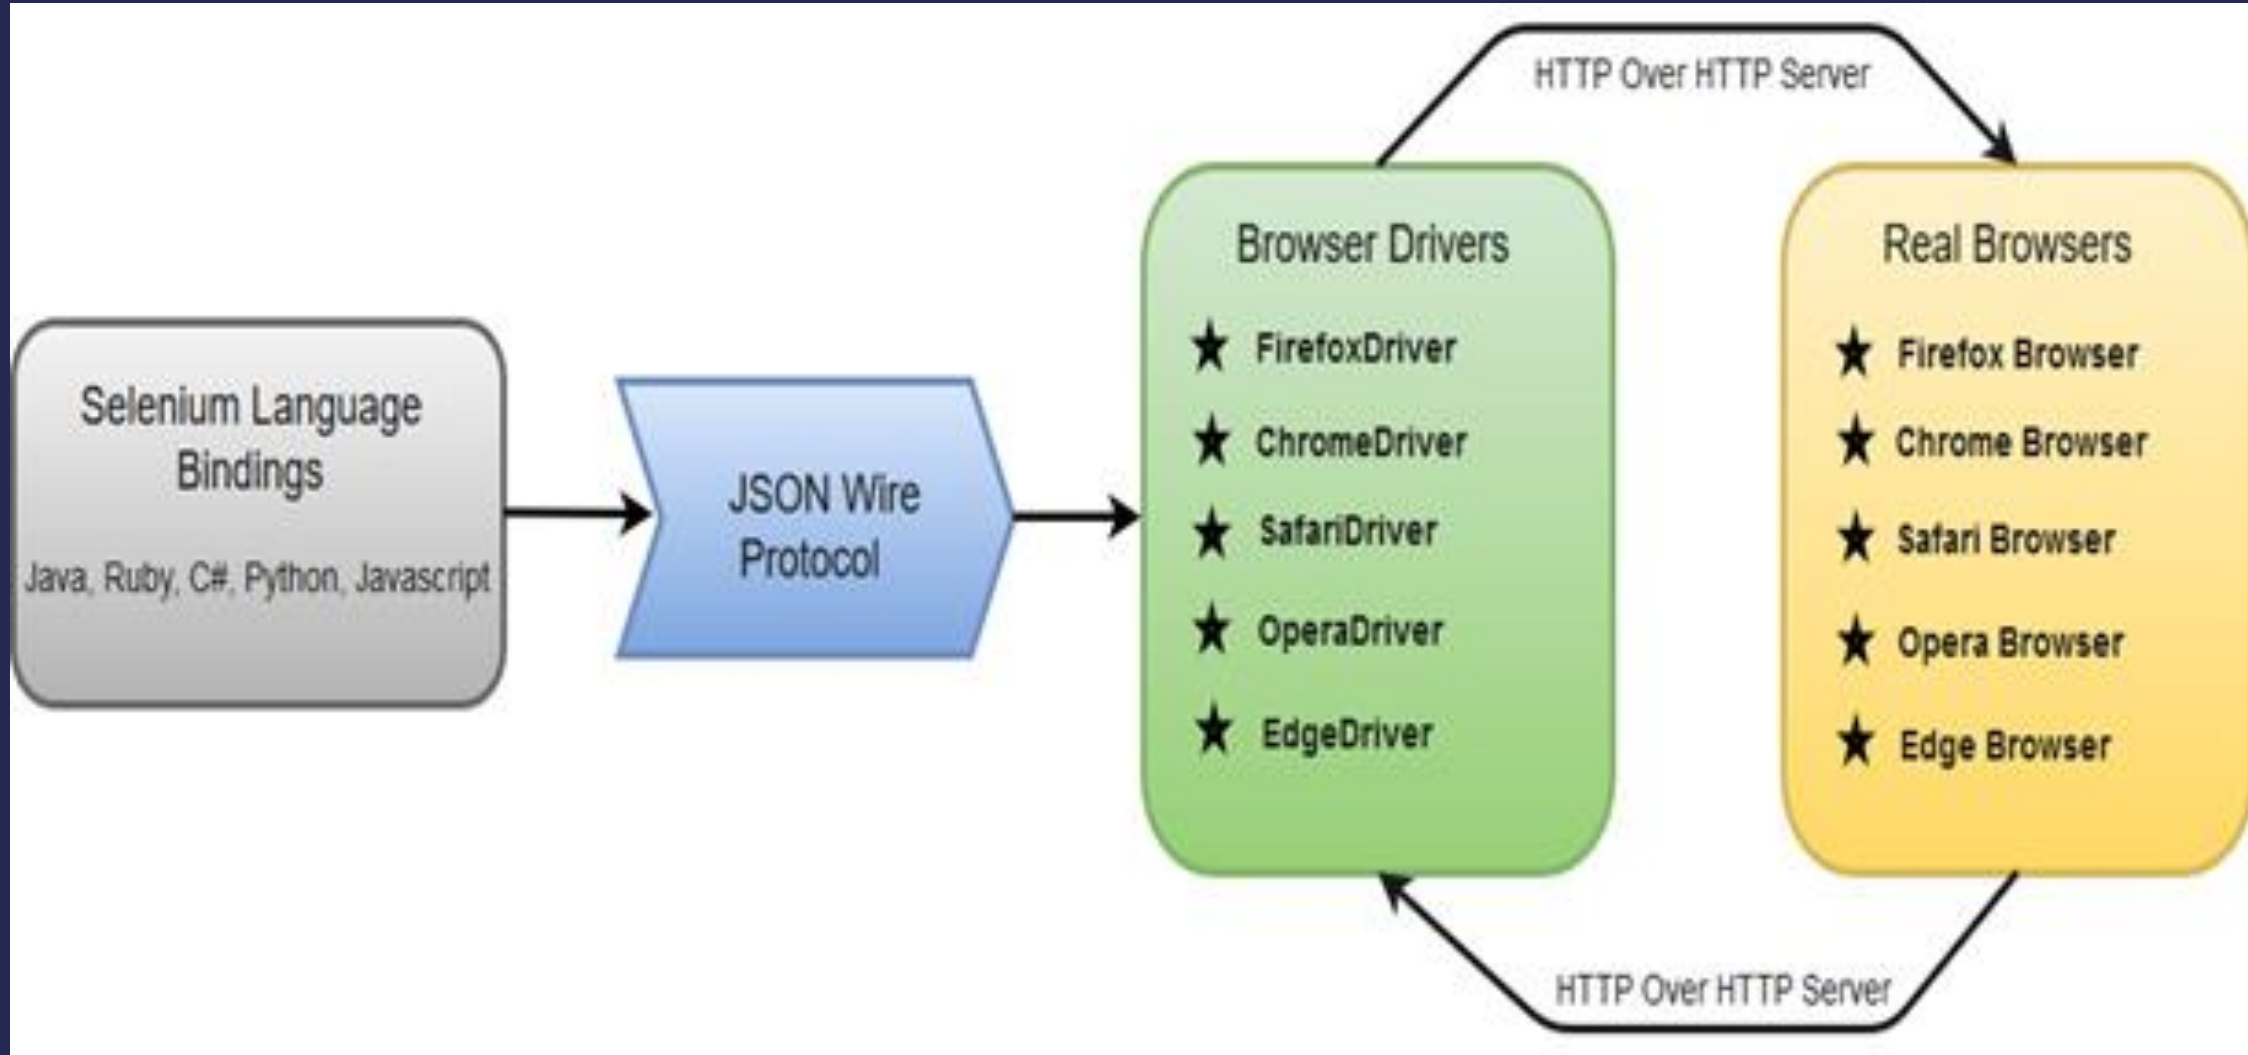 HTTP Over HTTP Server
Selenium Language
Bindings
Java, Ruby, C#, Python, Javascript
JSON Wire
Protocol
Browser Drivers
FirefoxDriver
ChromeDriver
SafariDriver
OperaDriver
EdgeDriver
Real Browsers
Firefox Browser
Chrome Browser
Safari Browser
Opera Browser
Edge Browser
HTTP Over HTTP Server